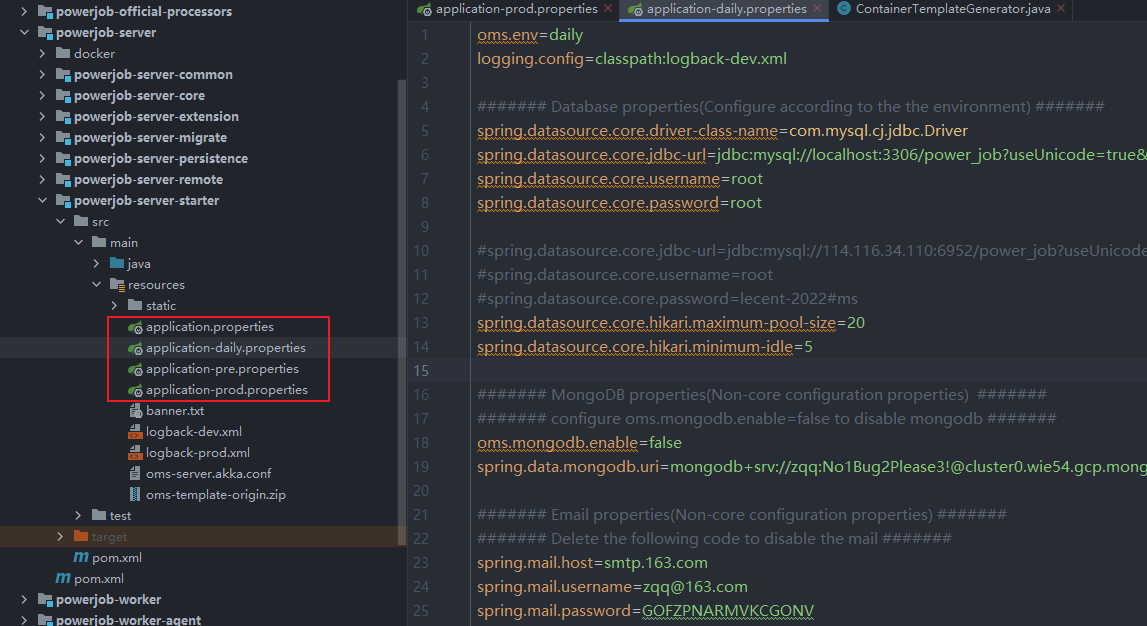 powerjob-official-processors
powerjob-server
docker
powerjob-server-common
powerjob-server-core
powerjob-server-extension
powerjob-server-migrate
powerjob-server-persistence
powerjob-server-remote
powerjob-server-starter
src
main
java
resources
static
application.properties
application-daily.properties
application-pre.properties
application-prod.properties
banner.txt
logback-dev.xml
logback-prod.xml
oms-server.akka.conf
oms-template-origin.zip
test
target
pom.xml
pom.xml
powerjob-worker
powerjob-worker-agent
application-prod.properties
application-daily.properties
ContainerTemplateGenerator.java
1 oms.env=daily
2 logging.config=classpath:logback-dev.xml
3
4 ####### Database properties(Configure according to the the environment) #######
5 spring.datasource.core.driver-class-name=com.mysql.cj.jdbc.Driver
6 spring.datasource.core.jdbc-url=jdbc:mysql://localhost:3306/power_job?useUnicode=true&
7 spring.datasource.core.username=root
8 spring.datasource.core.password=root
9
10 #spring.datasource.core.jdbc-url=jdbc:mysql://114.116.34.110:6952/power_job?useUnicode
11 #spring.datasource.core.username=root
12 #spring.datasource.core.password=lecent-2022#ms
13 spring.datasource.core.hikari.maximum-pool-size=20
14 spring.datasource.core.hikari.minimum-idle=5
15
16 ####### MongoDB properties(Non-core configuration properties) #######
17 ####### configure oms.mongodb.enable=false to disable mongodb #######
18 oms.mongodb.enable=false
19 spring.data.mongodb.uri=mongodb+srv://zqq:No1Bug2Please3!@cluster0.wie54.gcp.mong
20
21 ####### Email properties(Non-core configuration properties) #######
22 ####### Delete the following code to disable the mail #######
23 spring.mail.host=smtp.163.com
24 spring.mail.username=zqq@163.com
25 spring.mail.password=GOFZPNARMVKCGONV